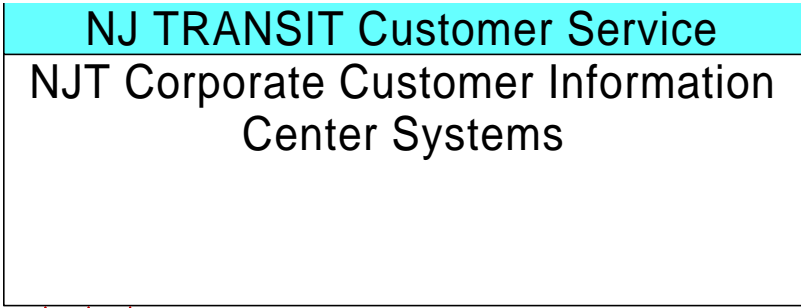 NJ TRANSIT Customer Service
NJT Corporate Customer Information
Center Systems